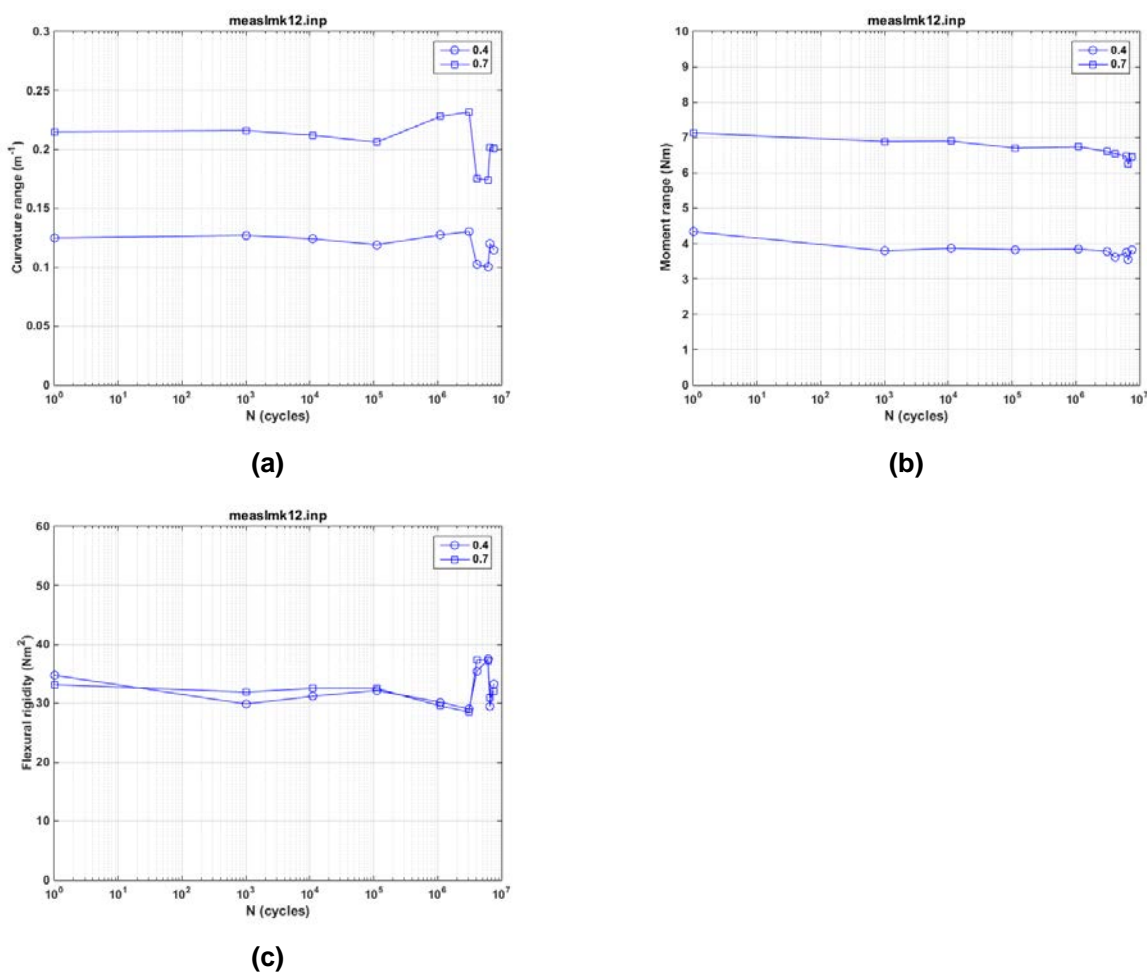 measlmk12.inp
0.4
0.7
0.3
0.25
0.2
0.15
0.1
0.05
0
Curvature range (m⁻¹)
10⁰ 10¹ 10² 10³ 10⁴ 10⁵ 10⁶ 10⁷
N (cycles)
(a)
measlmk12.inp
0.4
0.7
10
9
8
7
6
5
4
3
2
1
0
Moment range (Nm)
10⁰ 10¹ 10² 10³ 10⁴ 10⁵ 10⁶ 10⁷
N (cycles)
(b)
measlmk12.inp
0.4
0.7
60
50
40
30
20
10
0
Flexural rigidity (Nm²)
10⁰ 10¹ 10² 10³ 10⁴ 10⁵ 10⁶ 10⁷
N (cycles)
(c)